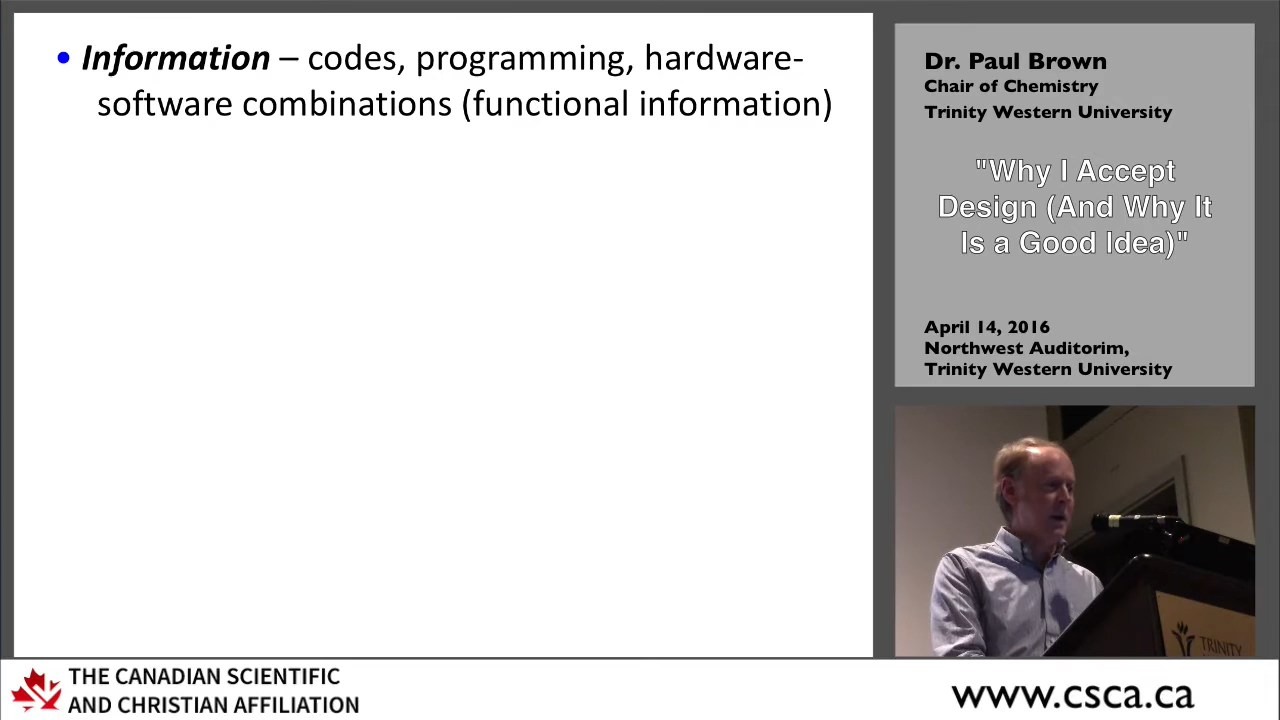 • Information – codes, programming, hardware-
software combinations (functional information)
Dr. Paul Brown
Chair of Chemistry
Trinity Western University
"Why I Accept
Design (And Why It
Is a Good Idea)"
April 14, 2016
Northwest Auditorim,
Trinity Western University
TRINITY
THE CANADIAN SCIENTIFIC
AND CHRISTIAN AFFILIATION
www.csca.ca